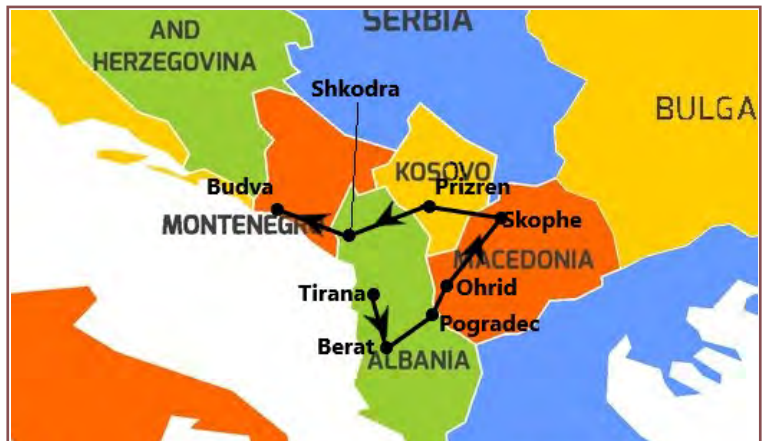 SERBIA
AND
HERZEGOVINA
Shkodra
BULGA
KOSOVO
Prizren
Budva
MONTENEGR
Skophe
MACEDONIA
Ohrid
Tirana
Pogradec
Berat
ALBANIA